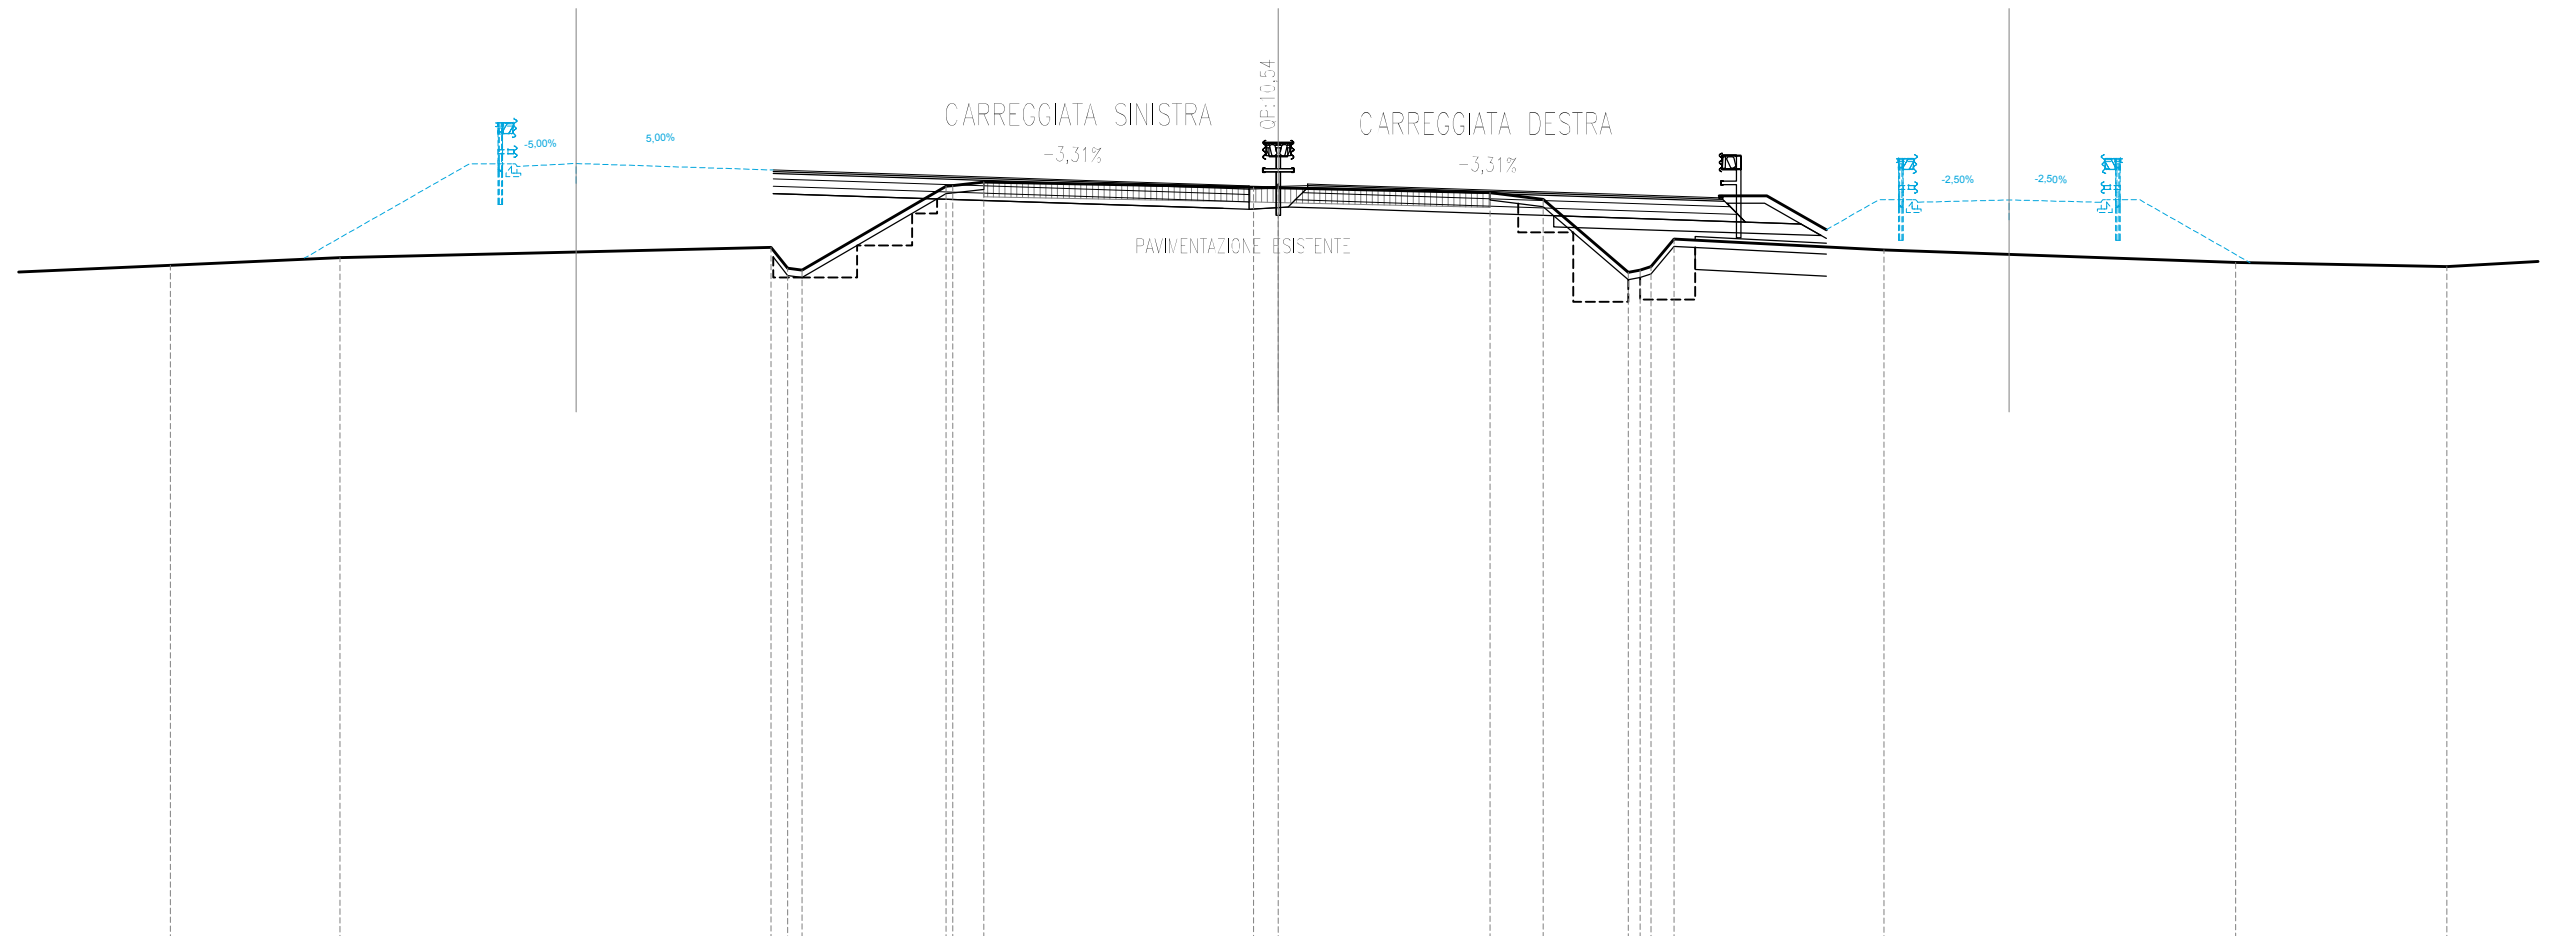 QP:10,54
CARREGGIATA SINISTRA
CARREGGIATA DESTRA
-5,00%
5,00%
-3,31%
-3,31%
-2,50%
-2,50%
PAVIMENTAZIONE ESISTENTE